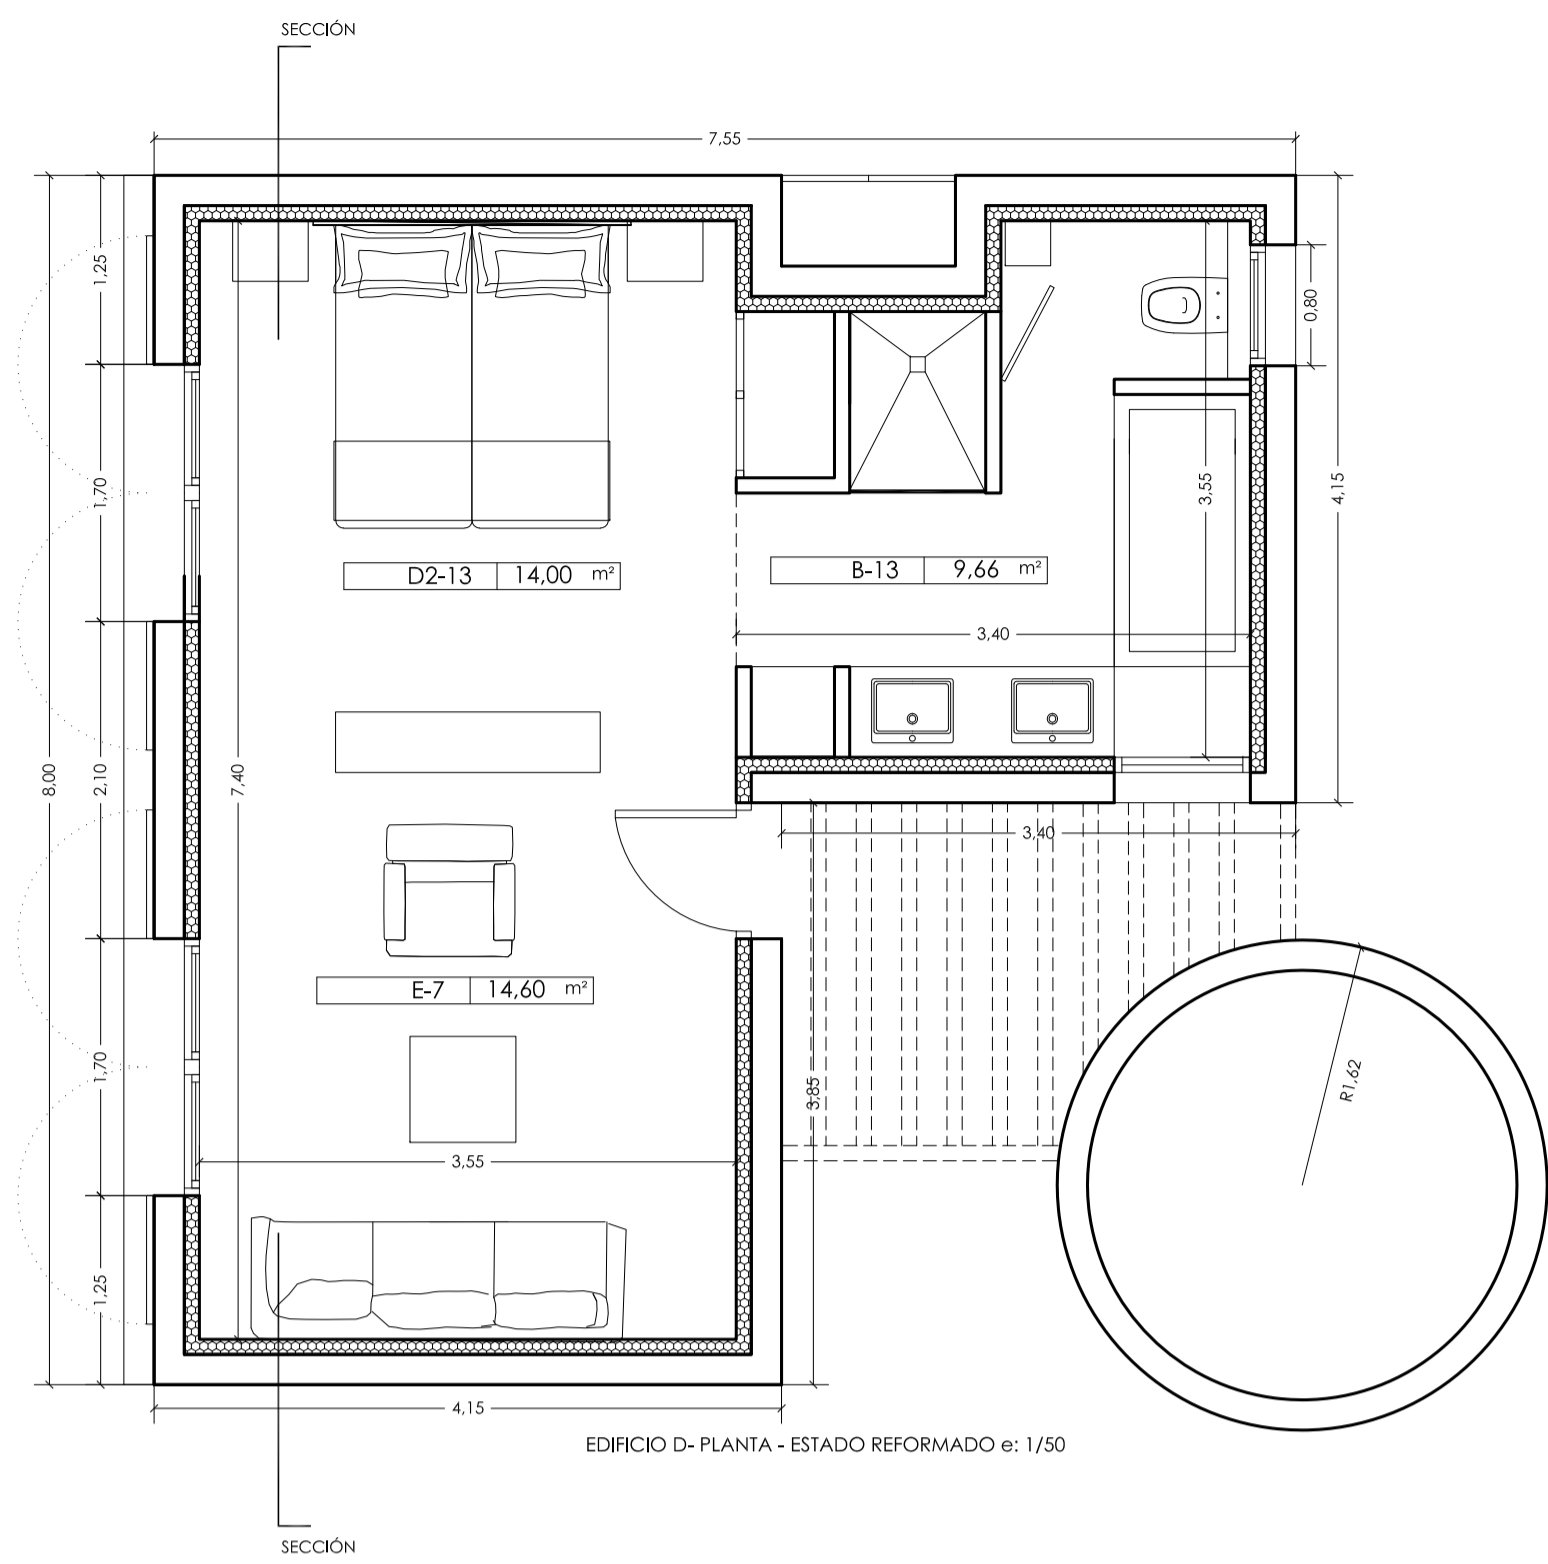 SECCIÓN
7,55
1,25
0,80
1,70
3,55
4,15
D2-13 14,00 m²
B-13 9,66 m²
3,40
8,00
2,10
7,40
3,40
E-7 14,60 m²
1,70
3,85
R1,62
3,55
1,25
4,15
EDIFICIO D- PLANTA - ESTADO REFORMADO e: 1/50
SECCIÓN